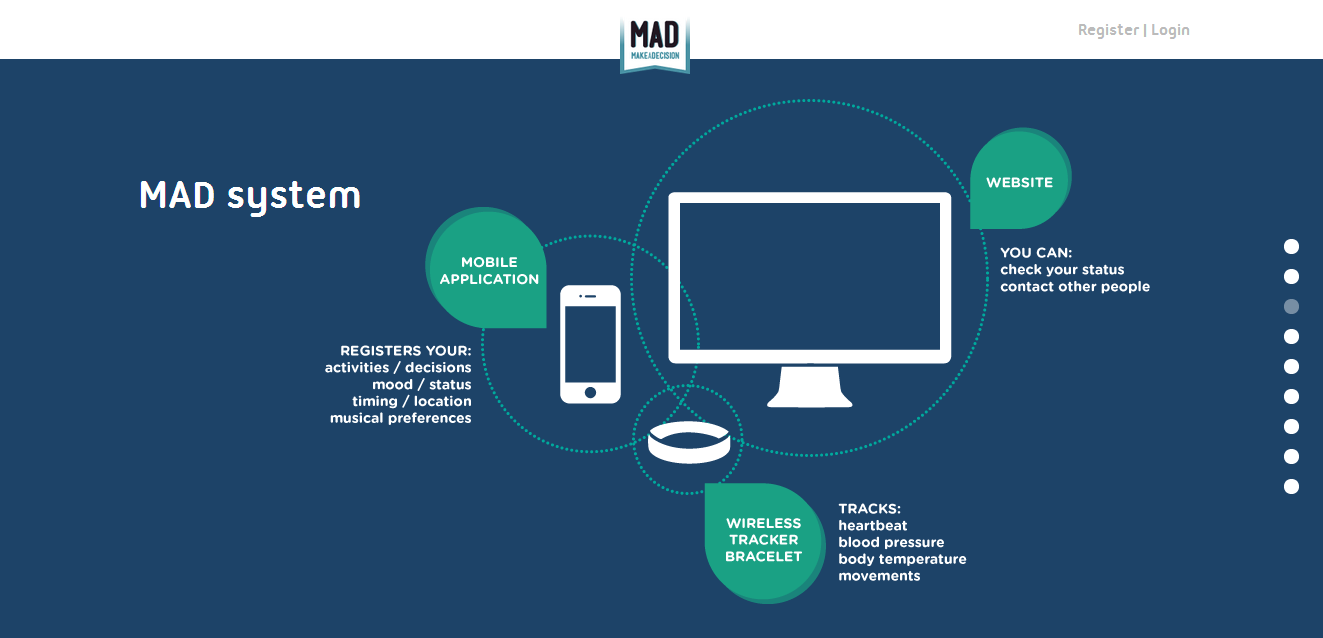 MAD
MAKE A DECISION
Register | Login
MAD system
WEBSITE
YOU CAN:
check your status
contact other people
MOBILE
APPLICATION
REGISTERS YOUR:
activities / decisions
mood / status
timing / location
musical preferences
WIRELESS
TRACKER
BRACELET
TRACKS:
heartbeat
blood pressure
body temperature
movements